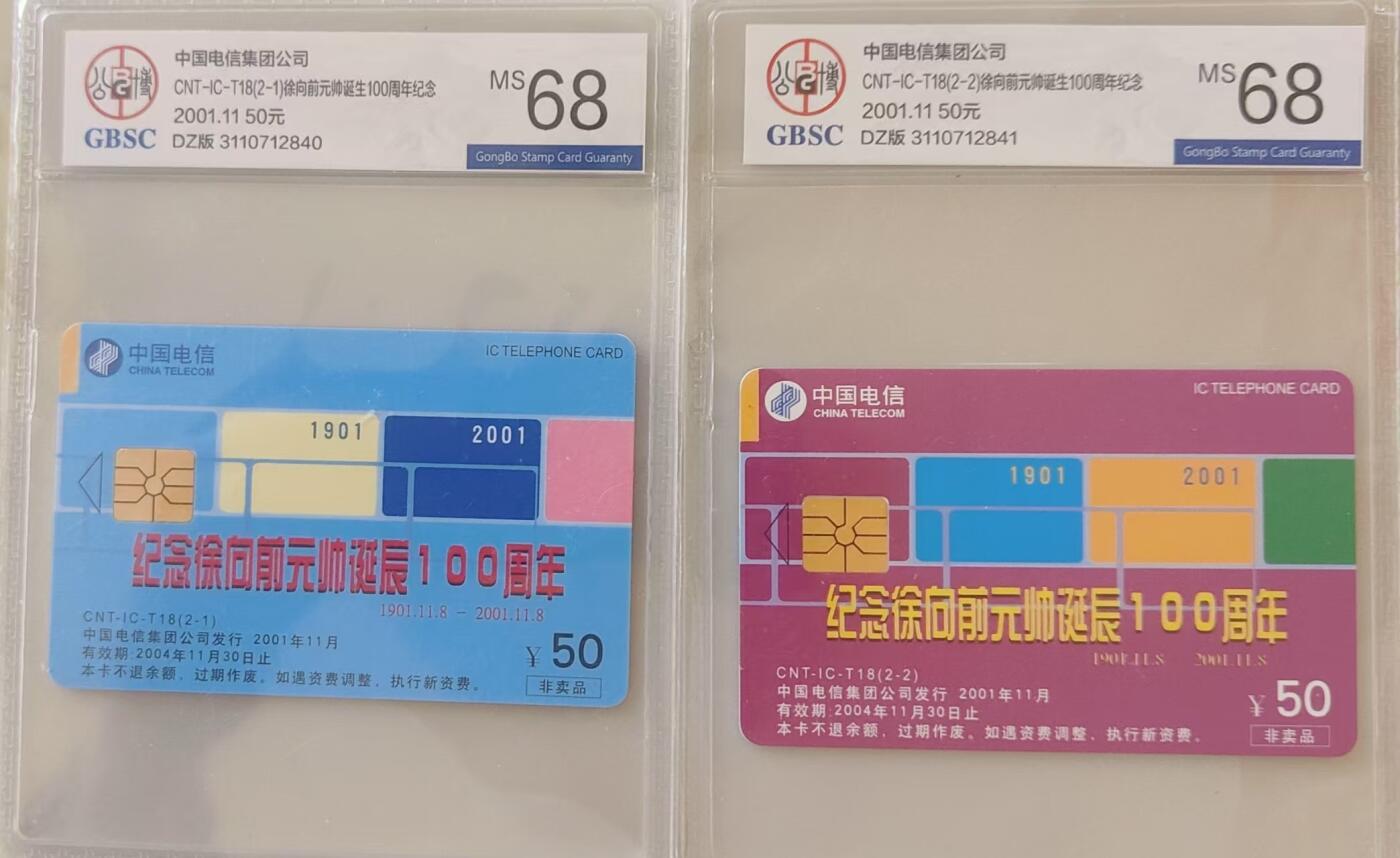 中国电信集团公司
CNT-IC-T18(2-1)徐向前元帅诞生100周年纪念
2001.11 50元
DZ版 3110712840
MS 68
公博
BG
GBSC
GongBo Stamp Card Guaranty
中国电信
CHINA TELECOM
IC TELEPHONE CARD
1901
2001
纪念徐向前元帅诞辰100周年
1901.11.8 - 2001.11.8
CNT-IC-T18(2-1)
中国电信集团公司发行 2001年11月
有效期:2004年11月30日止
本卡不退余额，过期作废。如遇资费调整，执行新资费。
¥50
非卖品
中国电信集团公司
CNT-IC-T18(2-2)徐向前元帅诞生100周年纪念
2001.11 50元
DZ版 3110712841
MS 68
公博
BG
GBSC
GongBo Stamp Card Guaranty
中国电信
CHINA TELECOM
IC TELEPHONE CARD
1901
2001
纪念徐向前元帅诞辰100周年
1901.11.8 2001.11.8
CNT-IC-T18(2-2)
中国电信集团公司发行 2001年11月
有效期:2004年11月30日止
本卡不退余额，过期作废。如遇资费调整，执行新资费。
¥50
非卖品